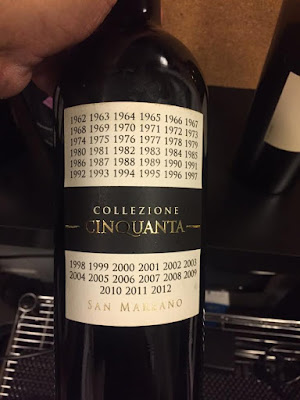 1962 1963 1964 1965 1966 1967
1968 1969 1970 1971 1972 1973
1974 1975 1976 1977 1978 1979
1980 1981 1982 1983 1984 1985
1986 1987 1988 1989 1990 1991
1992 1993 1994 1995 1996 1997
COLLEZIONE
CINQUANTA
1998 1999 2000 2001 2002 2003
2004 2005 2006 2007 2008 2009
2010 2011 2012
SAN MARZANO